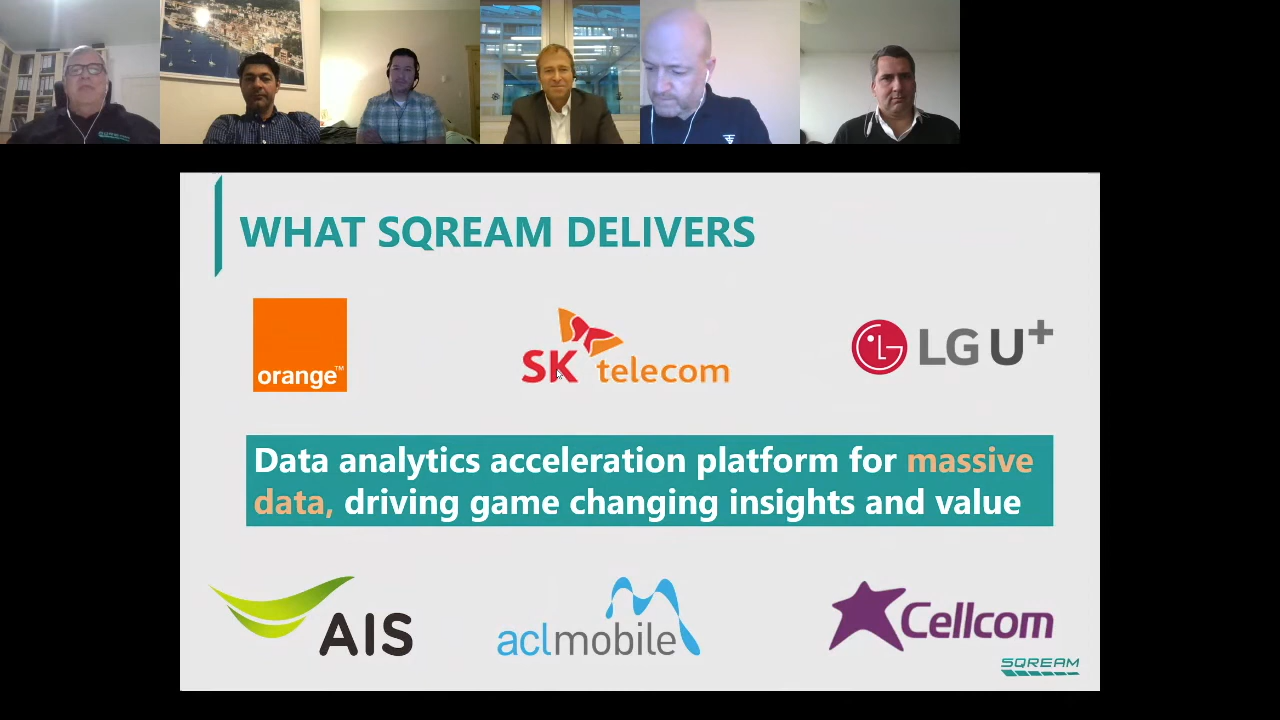 WHAT SQREAM DELIVERS
orange™
SK telecom
LG U+
Data analytics acceleration platform for massive
data, driving game changing insights and value
AIS
aclmobile
Cellcom
SQREAM